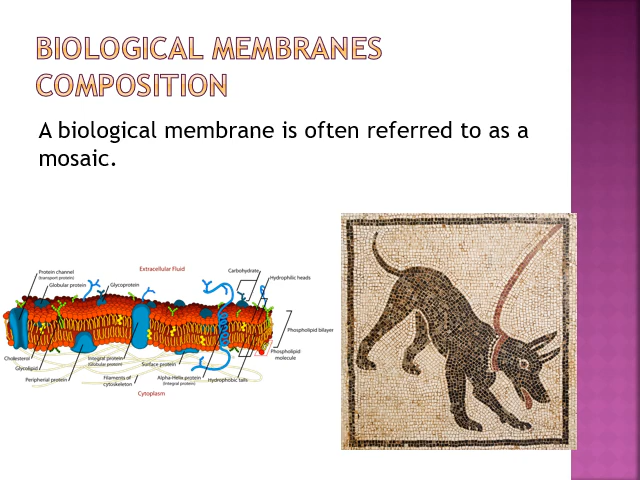 BIOLOGICAL MEMBRANES
COMPOSITION
A biological membrane is often referred to as a
mosaic.
Protein channel
(transport protein)
Globular protein
Glycoprotein
Extracellular Fluid
Carbohydrate
Hydrophilic heads
Phospholipid bilayer
Phospholipid
molecule
Cholesterol
Glycolipid
Peripherial protein
Integral protein
(Globular protein)
Filaments of
cytoskeleton
Surface protein
Alpha-Helix protein
(Integral protein)
Hydrophobic tails
Cytoplasm